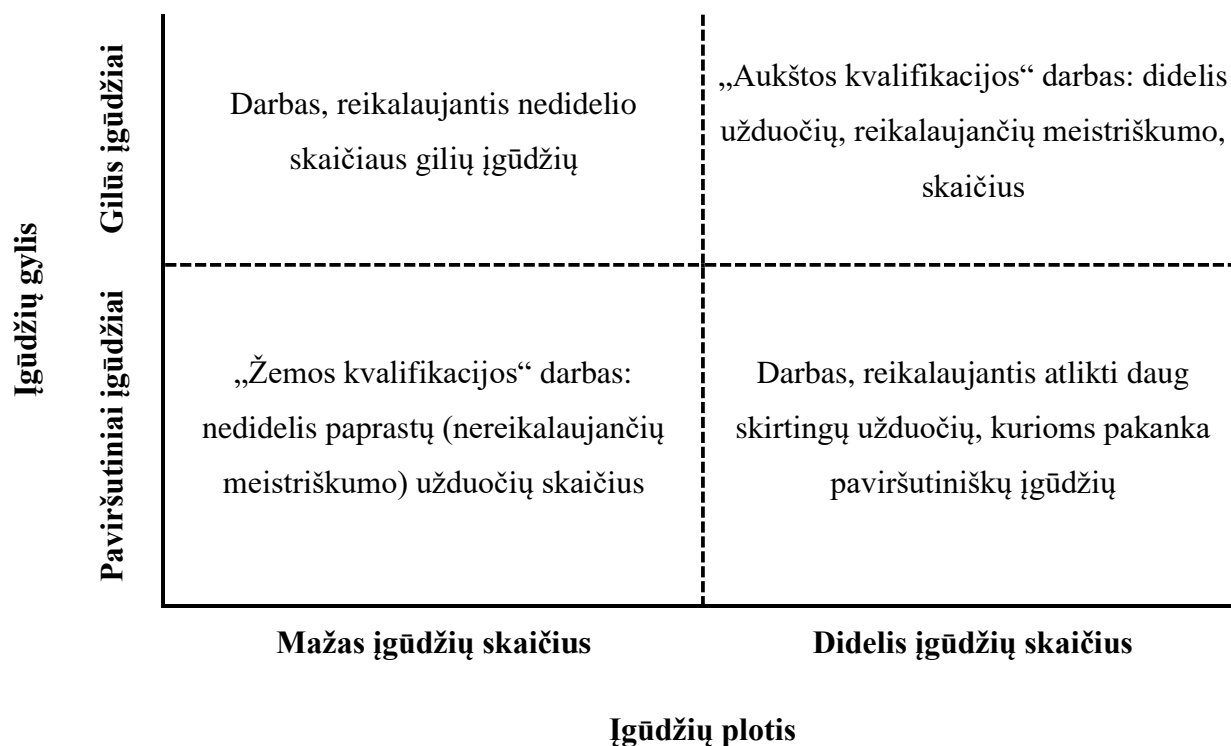 Įgūdžių gylis
Gilūs įgūdžiai
Darbas, reikalaujantis nedidelio
skaičiaus gilių įgūdžių
„Aukštos kvalifikacijos“ darbas: didelis
užduočių, reikalaujančių meistriškumo,
skaičius
Paviršutiniai įgūdžiai
„Žemos kvalifikacijos“ darbas:
nedidelis paprastų (nereikalaujančių
meistriškumo) užduočių skaičius
Darbas, reikalaujantis atlikti daug
skirtingų užduočių, kurioms pakanka
paviršutiniškų įgūdžių
Mažas įgūdžių skaičius
Didelis įgūdžių skaičius
Įgūdžių plotis